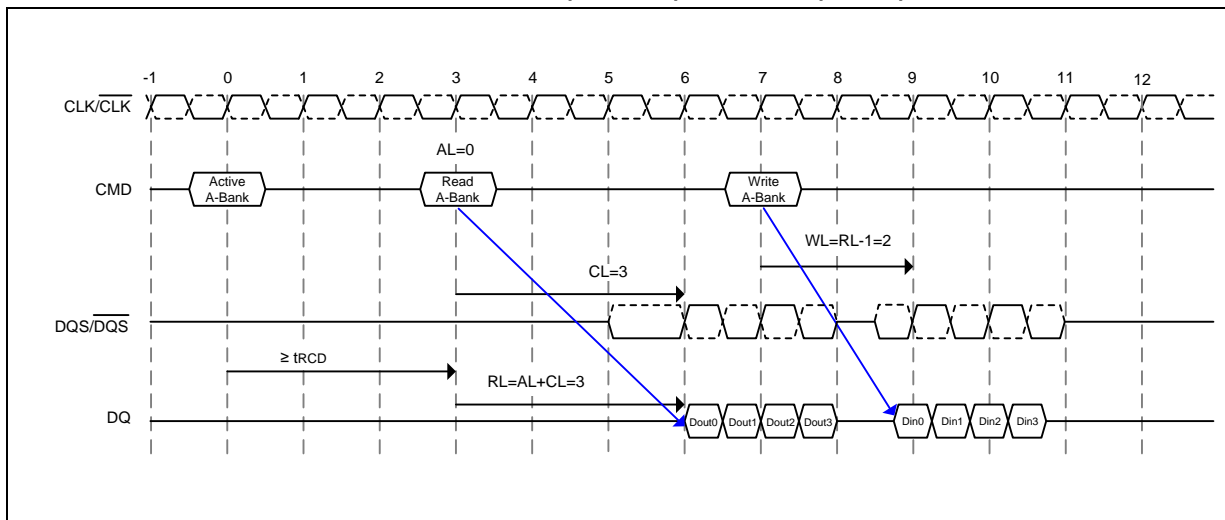 -1 0 1 2 3 4 5 6 7 8 9 10 11 12
CLK/CLK
AL=0
CMD
Active
A-Bank
Read
A-Bank
Write
A-Bank
WL=RL-1=2
CL=3
DQS/DQS
≥ tRCD
RL=AL+CL=3
DQ
Dout0 Dout1 Dout2 Dout3 Din0 Din1 Din2 Din3